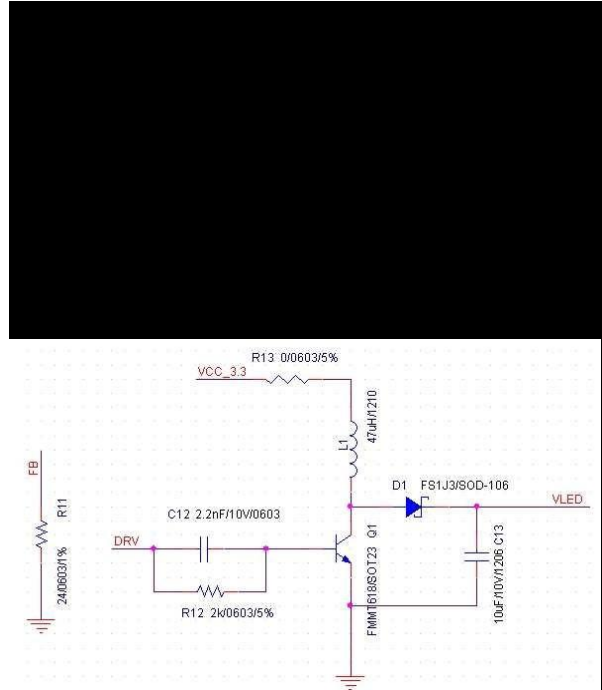 R13 0/0603/5%
VCC_3.3
L1
47uH/1210
FB
R11
24/0603/1%
D1 FS1J3/SOD-106
VLED
C12 2.2nF/10V/0603
DRV
Q1
FMMT618/SOT23
C13
10uF/10V/1206
R12 2k/0603/5%